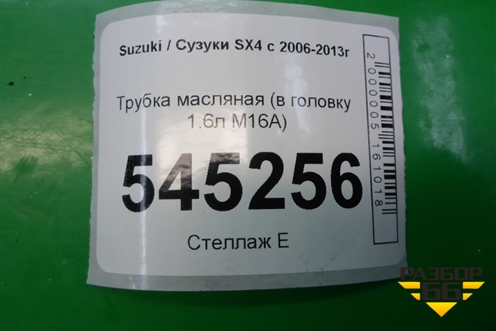 Suzuki / Сузуки SX4 с 2006-2013г
Трубка масляная (в головку
1.6л M16A)
545256
Стеллаж Е
2000005161018
РАЗБОР
66